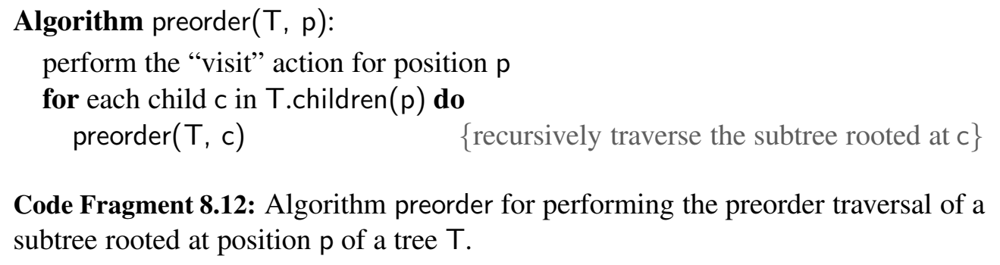 Algorithm preorder(T, p):
perform the “visit” action for position p
for each child c in T.children(p) do
preorder(T, c) {recursively traverse the subtree rooted at c}
Code Fragment 8.12: Algorithm preorder for performing the preorder traversal of a
subtree rooted at position p of a tree T.